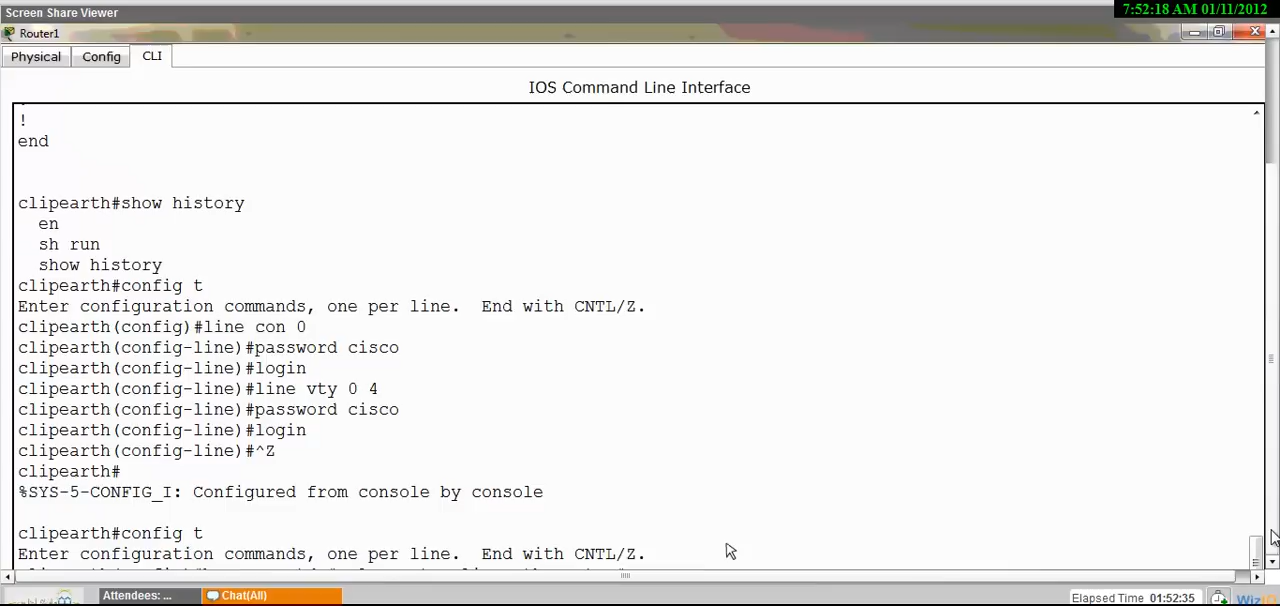 7:52:18 AM 01/11/2012
Screen Share Viewer
Router1
Physical Config CLI
IOS Command Line Interface
!
end
clipearth#show history
en
sh run
show history
clipearth#config t
Enter configuration commands, one per line.  End with CNTL/Z.
clipearth(config)#line con 0
clipearth(config-line)#password cisco
clipearth(config-line)#login
clipearth(config-line)#line vty 0 4
clipearth(config-line)#password cisco
clipearth(config-line)#login
clipearth(config-line)#^Z
clipearth#
%SYS-5-CONFIG_I: Configured from console by console
clipearth#config t
Enter configuration commands, one per line.  End with CNTL/Z.
Attendees: ... Chat(All) Elapsed Time 01:52:35 WizIQ